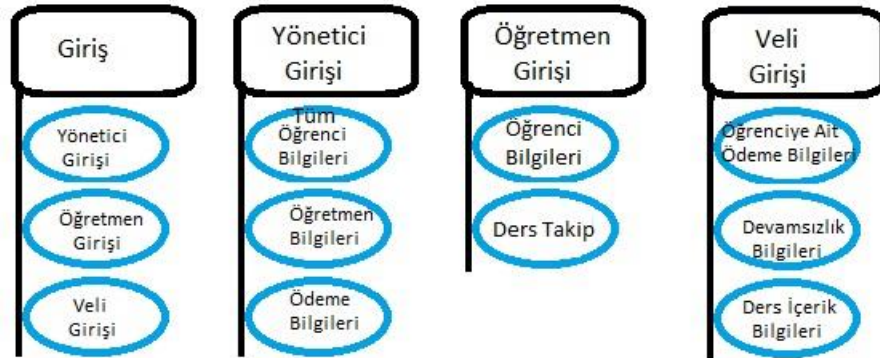 Giriş
Yönetici
Girişi
Öğretmen
Girişi
Veli
Girişi
Yönetici
Girişi
Öğretmen
Girişi
Veli
Girişi
Tüm
Öğrenci
Bilgileri
Öğretmen
Bilgileri
Ödeme
Bilgileri
Öğrenci
Bilgileri
Ders Takip
Öğrenciye Ait
Ödeme Bilgileri
Devamsızlık
Bilgileri
Ders İçerik
Bilgileri